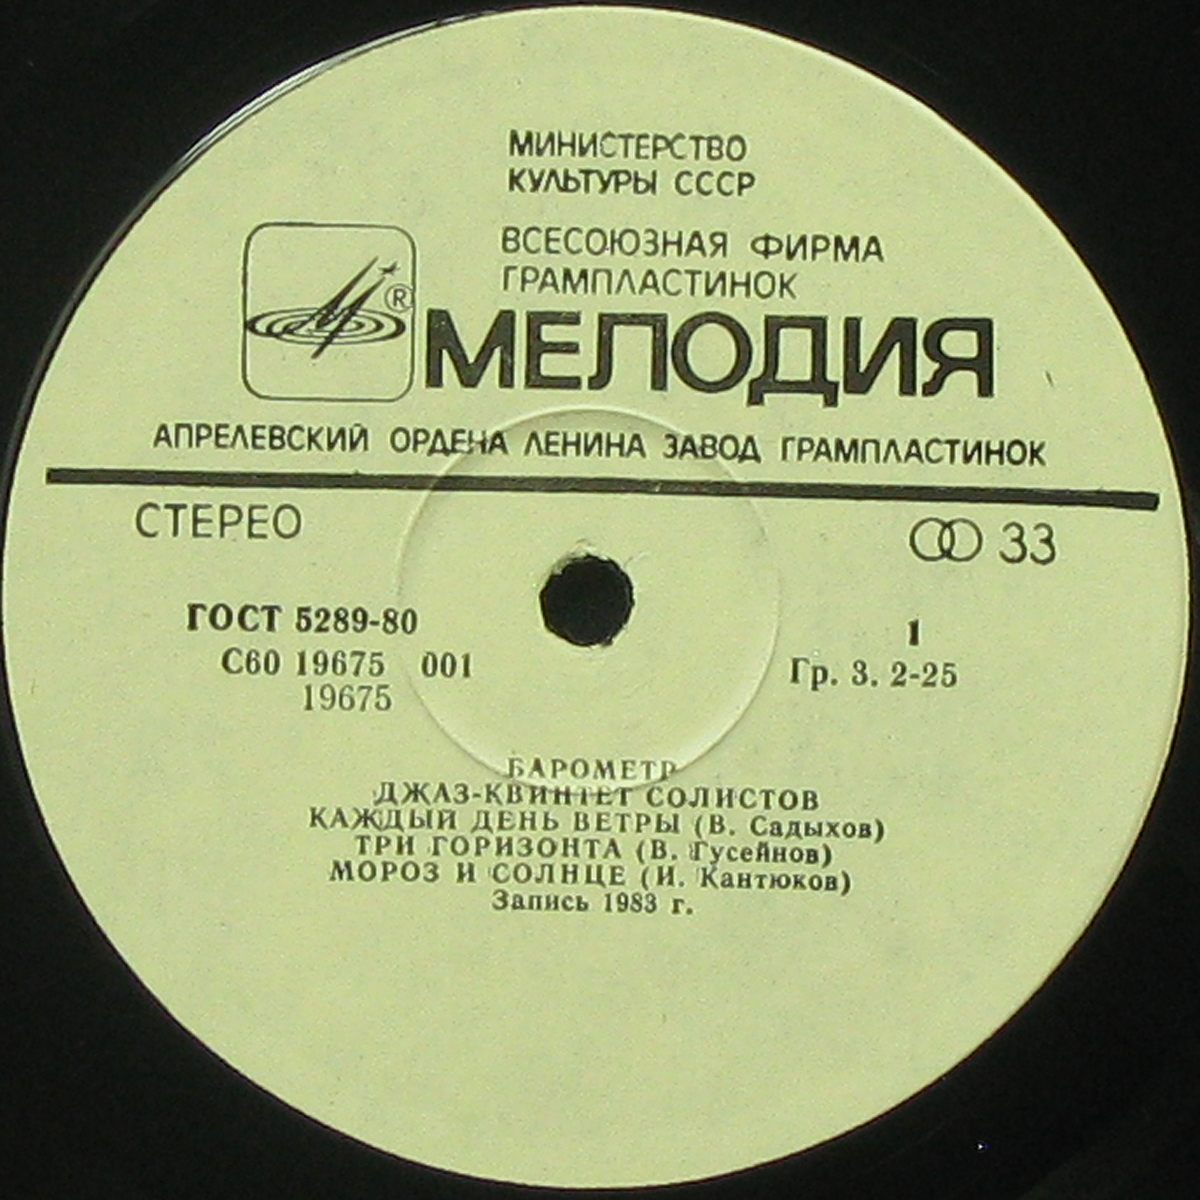 МИНИСТЕРСТВО
КУЛЬТУРЫ СССР
ВСЕСОЮЗНАЯ ФИРМА
ГРАМПЛАСТИНОК
®
МЕЛОДИЯ
АПРЕЛЕВСКИЙ ОРДЕНА ЛЕНИНА ЗАВОД ГРАМПЛАСТИНОК
СТЕРЕО
33
ГОСТ 5289-80
1
С60 19675 001
Гр. 3. 2-25
19675
БАРОМЕТР
ДЖАЗ-КВИНТЕТ СОЛИСТОВ
КАЖДЫЙ ДЕНЬ ВЕТРЫ (В. Садыхов)
ТРИ ГОРИЗОНТА (В. Гусейнов)
МОРОЗ И СОЛНЦЕ (И. Кантюков)
Запись 1983 г.